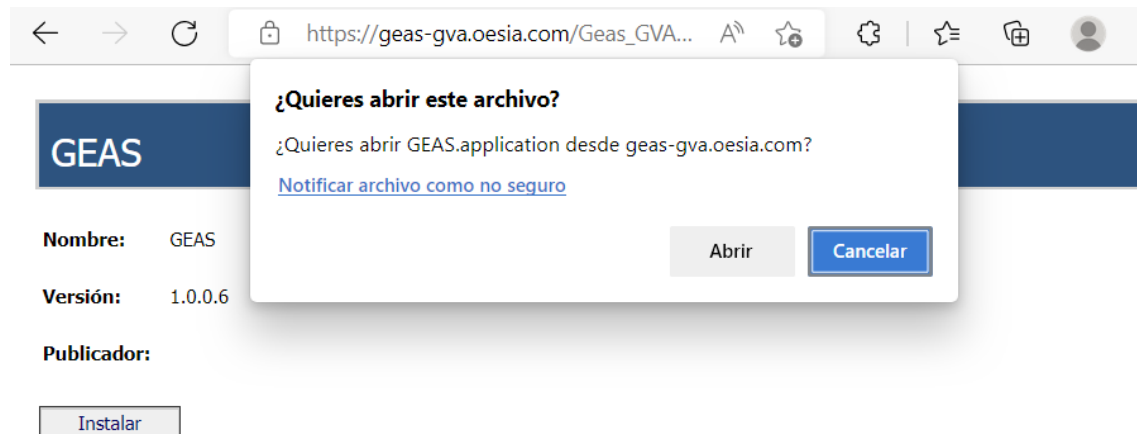 https://geas-gva.oesia.com/Geas_GVA...
¿Quieres abrir este archivo?
¿Quieres abrir GEAS.application desde geas-gva.oesia.com?
Notificar archivo como no seguro
Abrir
Cancelar
GEAS
Nombre: GEAS
Versión: 1.0.0.6
Publicador:
Instalar